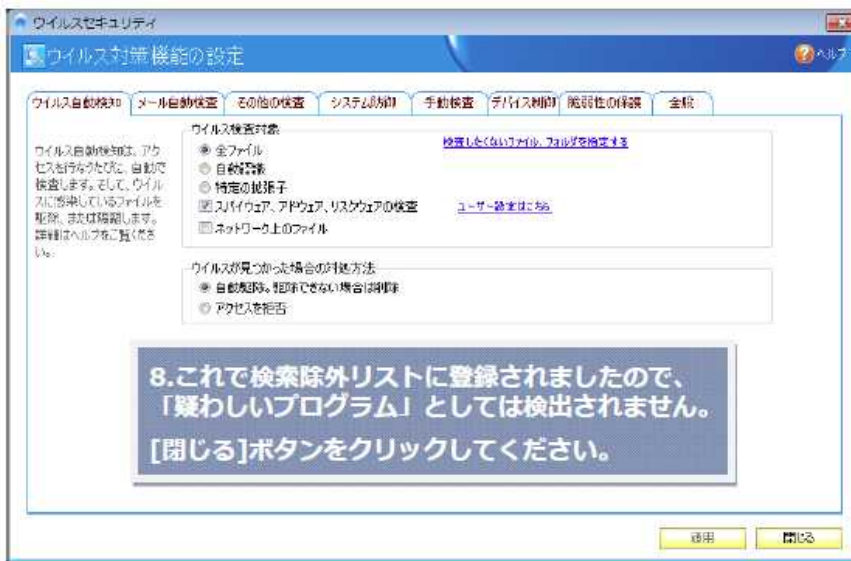 ウイルスセキュリティ
ウイルス対策機能の設定
ヘルプ
ウイルス自動検知 メール自動検査 その他の検査 システム防御 手動検査 デバイス制御 脆弱性の保護 全般
ウイルス自動検知は、アク
セスを行なうたびに、自動で
検査します。そして、ウイル
スに感染しているファイルを
駆除、または隔離します。
詳細はヘルプをご覧くださ
い。
ウイルス検査対象
全ファイル
検査したくないファイル、フォルダを指定する
自動認識
特定の拡張子
スパイウェア、アドウェア、リスクウェアの検査
ユーザー設定はこちら
ネットワーク上のファイル
ウイルスが見つかった場合の対処方法
自動駆除。駆除できない場合は削除
アクセスを拒否
8.これで検索除外リストに登録されましたので、
「疑わしいプログラム」としては検出されません。
[閉じる]ボタンをクリックしてください。
適用 閉じる